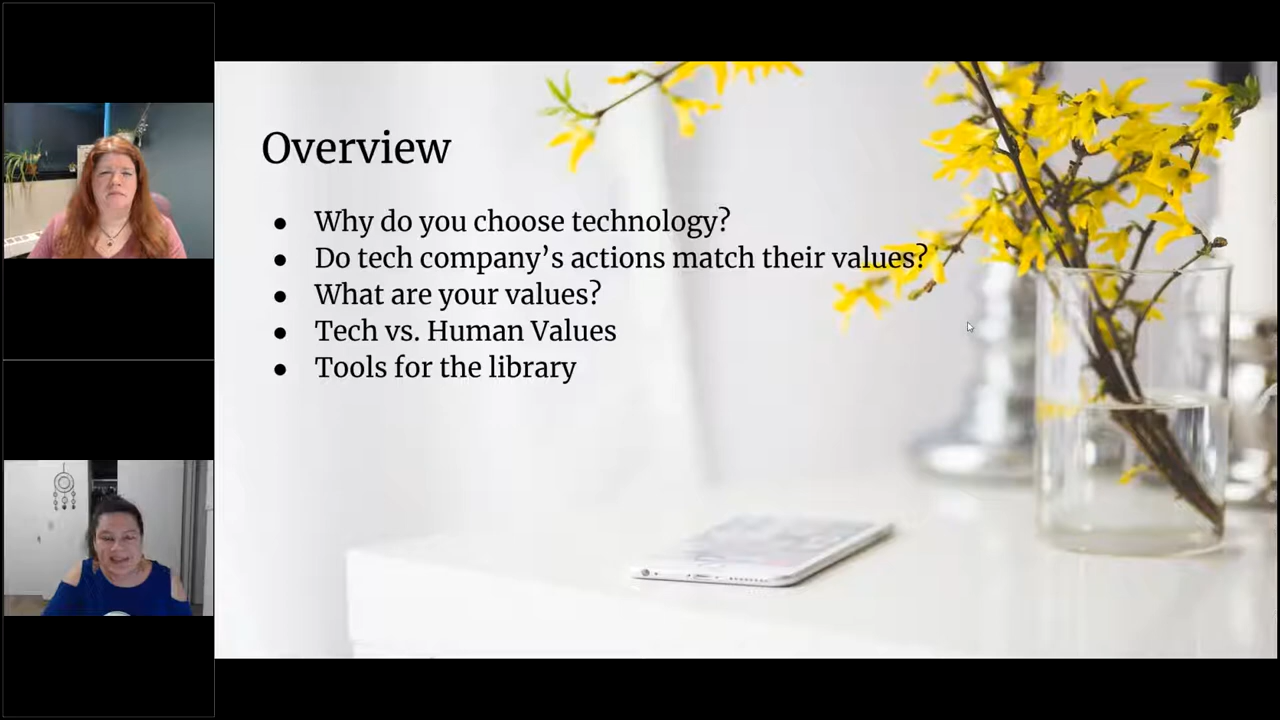 Overview
● Why do you choose technology?
● Do tech company’s actions match their values?
● What are your values?
● Tech vs. Human Values
● Tools for the library